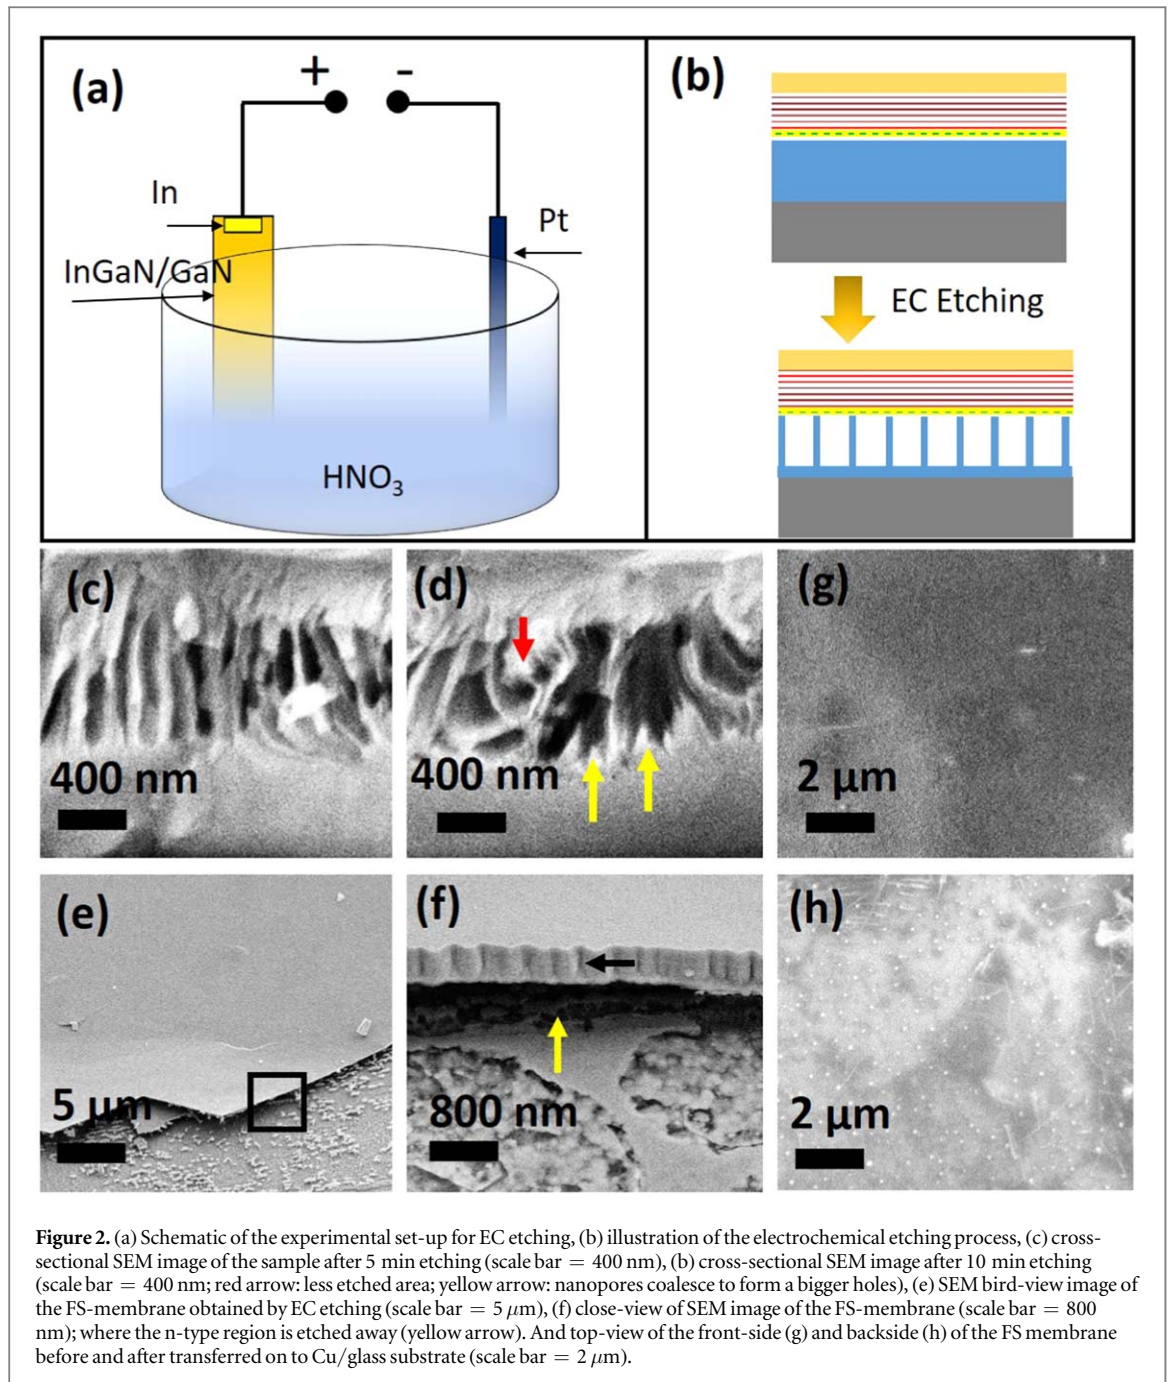 (a)
+ -
In
Pt
InGaN/GaN
HNO3
(b)
EC Etching
(c)
400 nm
(d)
400 nm
(g)
2 μm
(e)
5 μm
(f)
800 nm
(h)
2 μm
Figure 2. (a) Schematic of the experimental set-up for EC etching, (b) illustration of the electrochemical etching process, (c) cross-
sectional SEM image of the sample after 5 min etching (scale bar = 400 nm), (b) cross-sectional SEM image after 10 min etching
(scale bar = 400 nm; red arrow: less etched area; yellow arrow: nanopores coalesce to form a bigger holes), (e) SEM bird-view image of
the FS-membrane obtained by EC etching (scale bar = 5 μm), (f) close-view of SEM image of the FS-membrane (scale bar = 800
nm); where the n-type region is etched away (yellow arrow). And top-view of the front-side (g) and backside (h) of the FS membrane
before and after transferred on to Cu/glass substrate (scale bar = 2 μm).